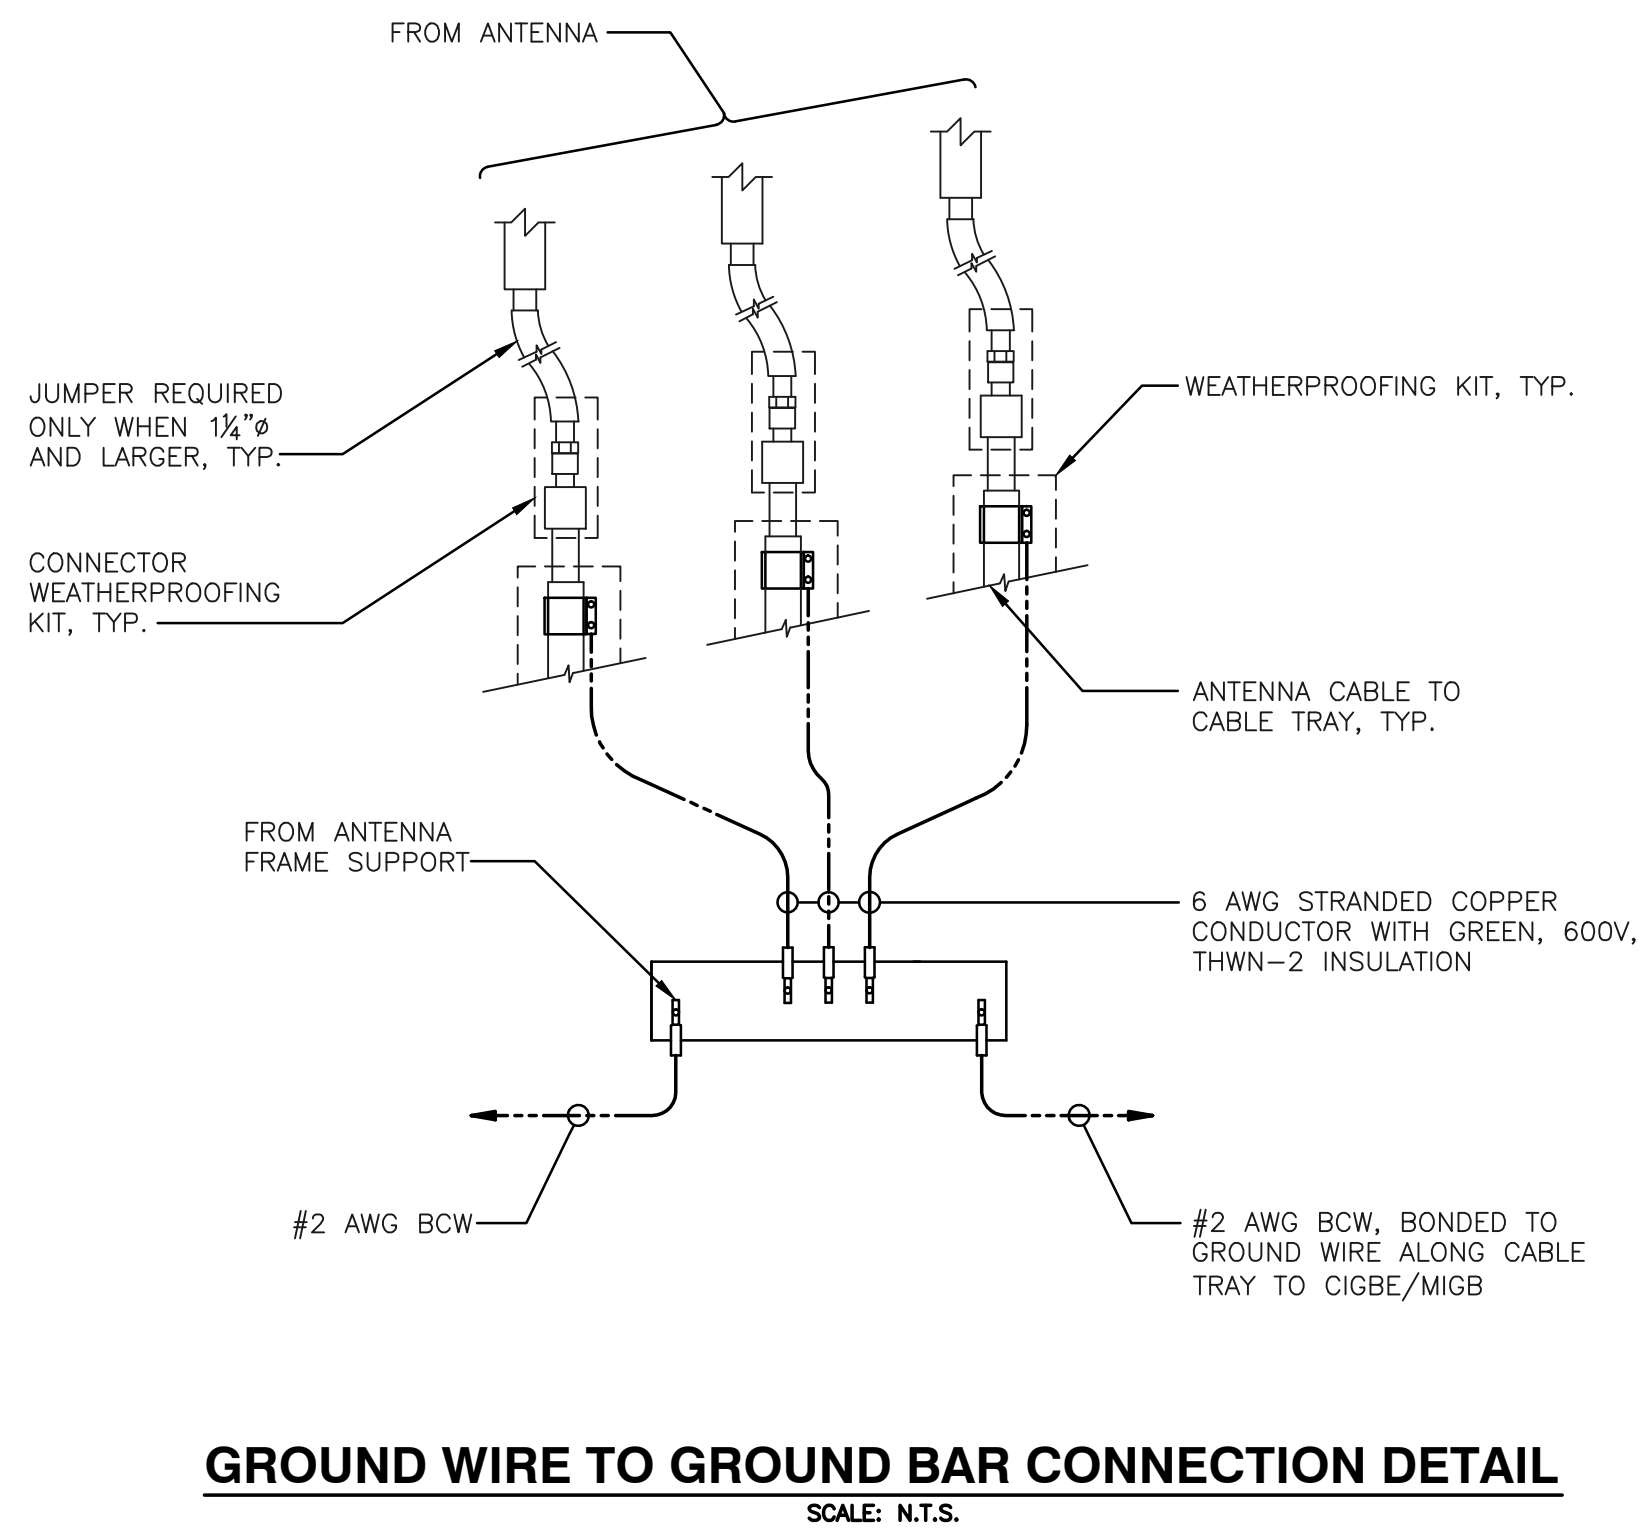 FROM ANTENNA
JUMPER REQUIRED
ONLY WHEN 1¼"ø
AND LARGER, TYP.
WEATHERPROOFING KIT, TYP.
CONNECTOR
WEATHERPROOFING
KIT, TYP.
ANTENNA CABLE TO
CABLE TRAY, TYP.
FROM ANTENNA
FRAME SUPPORT
6 AWG STRANDED COPPER
CONDUCTOR WITH GREEN, 600V,
THWN-2 INSULATION
#2 AWG BCW
#2 AWG BCW, BONDED TO
GROUND WIRE ALONG CABLE
TRAY TO CIGBE/MIGB
GROUND WIRE TO GROUND BAR CONNECTION DETAIL
SCALE: N.T.S.